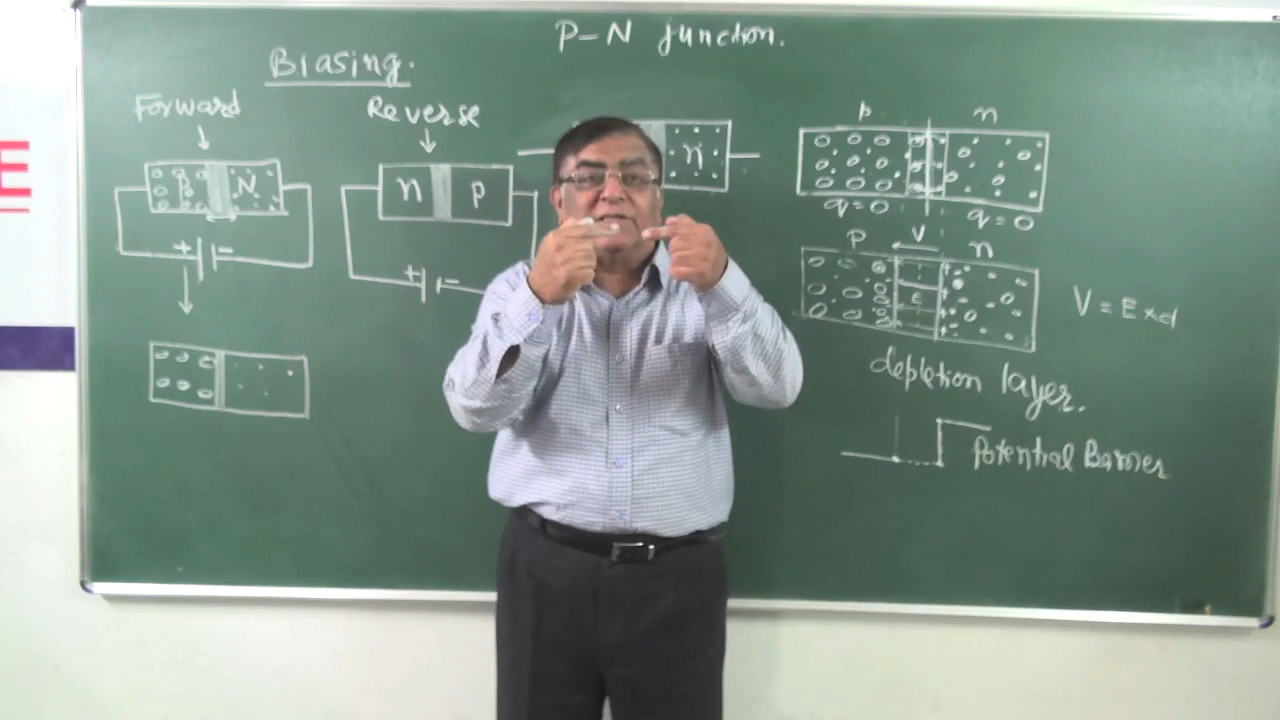 P-N junction.
Biasing.
Forward
Reverse
P N
n p
n
+ -
+ -
p n
q=0 q=0
V
P n
E
V = E×d
depletion layer.
Potential Barrier
E